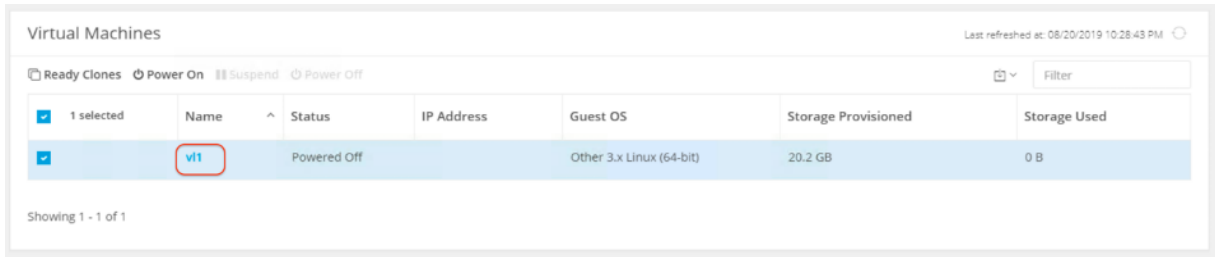 Virtual Machines
Last refreshed at: 08/20/2019 10:28:43 PM
Ready Clones Power On Suspend Power Off Filter
1 selected Name Status IP Address Guest OS Storage Provisioned Storage Used
vl1 Powered Off Other 3.x Linux (64-bit) 20.2 GB 0 B
Showing 1 - 1 of 1